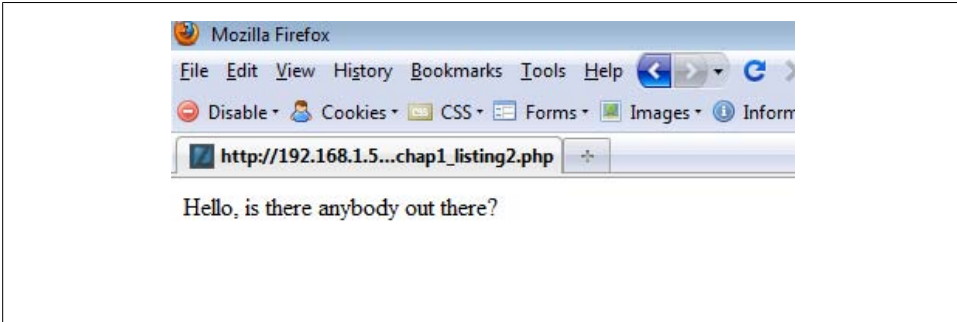 Mozilla Firefox
File Edit View History Bookmarks Tools Help
Disable Cookies CSS Forms Images
http://192.168.1.5...chap1_listing2.php
Hello, is there anybody out there?